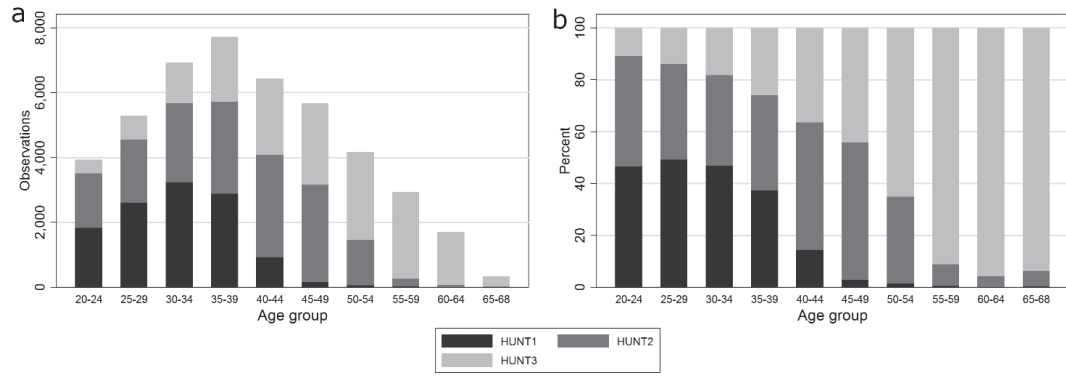 a
8,000
6,000
4,000
2,000
0
Observations
20-24 25-29 30-34 35-39 40-44 45-49 50-54 55-59 60-64 65-68
Age group
b
100
80
60
40
20
0
Percent
20-24 25-29 30-34 35-39 40-44 45-49 50-54 55-59 60-64 65-68
Age group
HUNT1 HUNT2
HUNT3